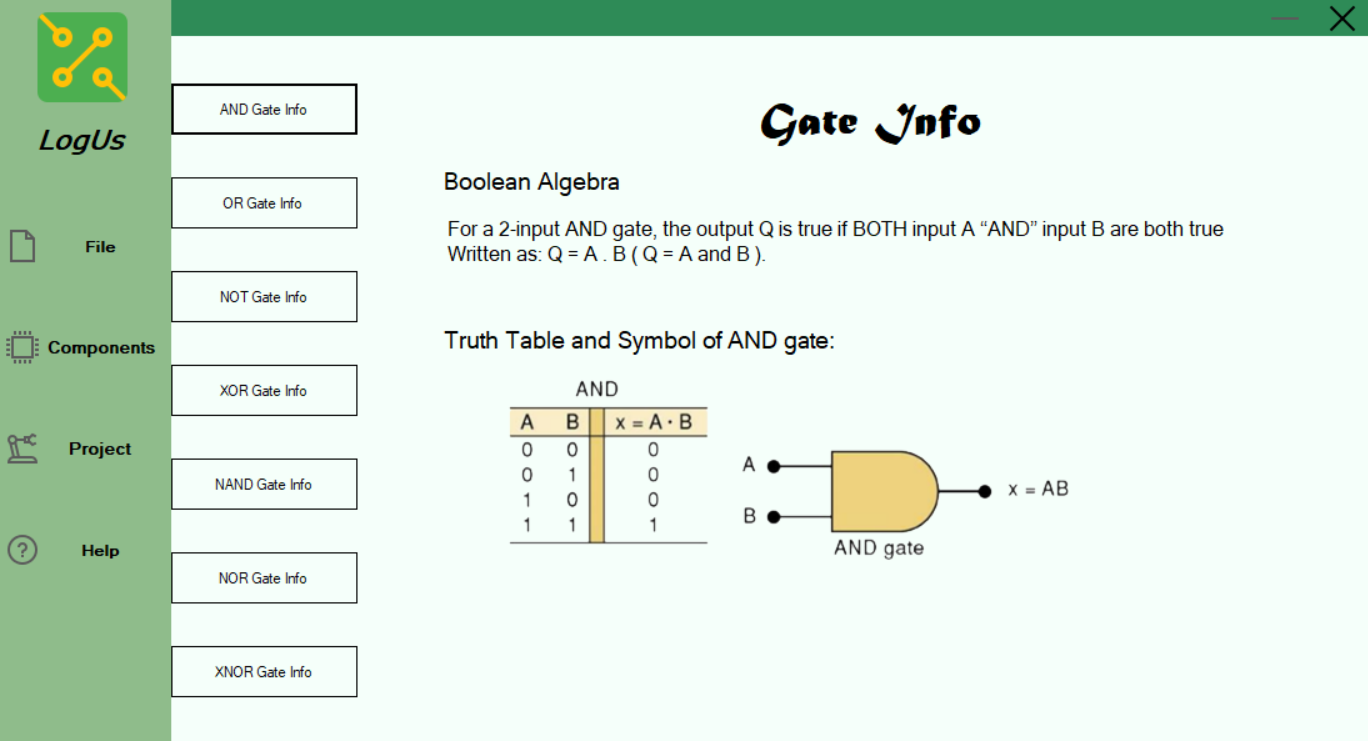 LogUs
File
Components
Project
Help
AND Gate Info
OR Gate Info
NOT Gate Info
XOR Gate Info
NAND Gate Info
NOR Gate Info
XNOR Gate Info
Gate Info
Boolean Algebra
For a 2-input AND gate, the output Q is true if BOTH input A “AND” input B are both true
Written as: Q = A . B ( Q = A and B ).
Truth Table and Symbol of AND gate:
AND
A B x = A · B
0 0 0
0 1 0
1 0 0
1 1 1
A
B
x = AB
AND gate